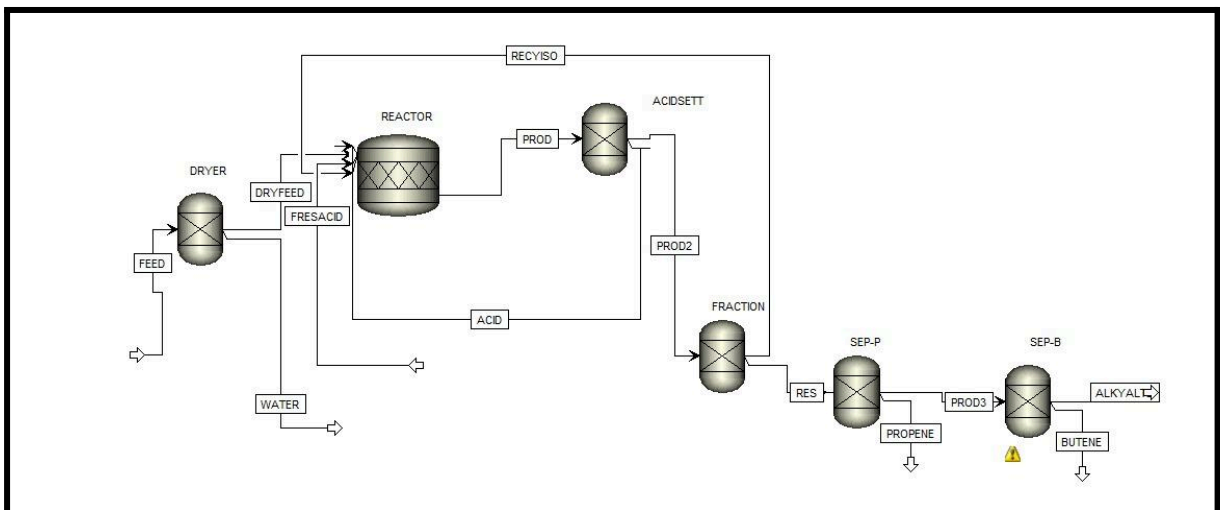 RECYISO
ACIDSETT
REACTOR
PROD
DRYER
DRYFEED
FRESACID
PROD2
FEED
FRACTION
ACID
SEP-P
SEP-B
RES
PROD3
ALKYALT
WATER
PROPENE
BUTENE